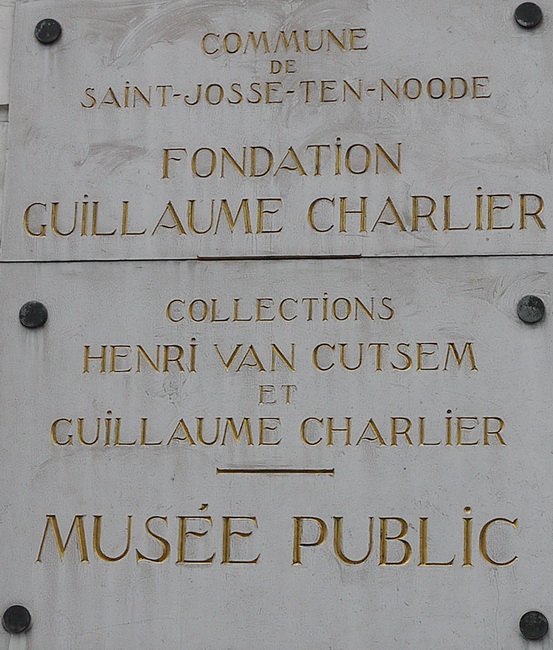 COMMUNE
DE
SAINT-JOSSE-TEN-NOODE
FONDATION
GUILLAUME CHARLIER
COLLECTIONS
HENRI VAN CUTSEM
ET
GUILLAUME CHARLIER
MUSÉE PUBLIC